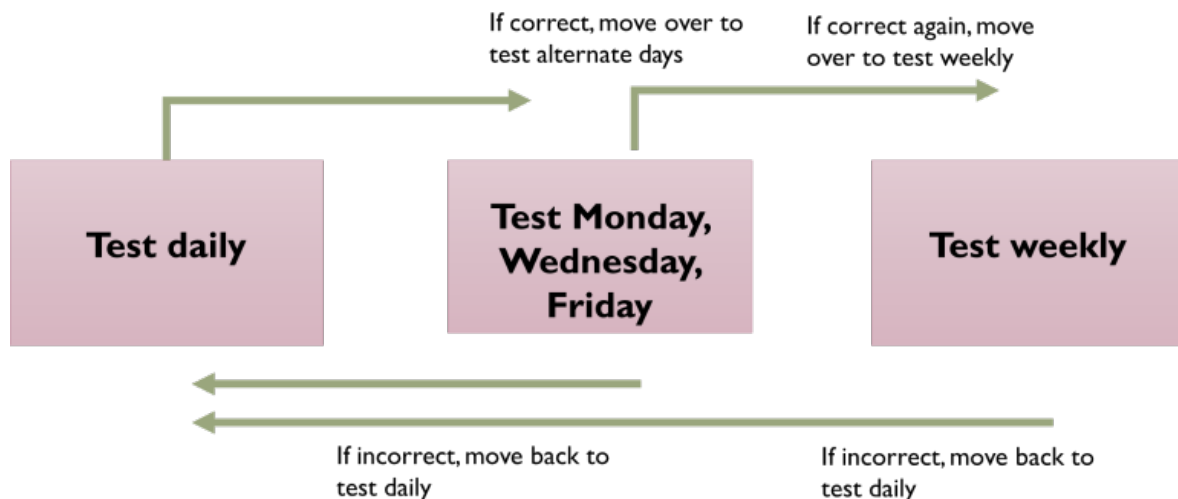 If correct, move over to
test alternate days
If correct again, move
over to test weekly
Test daily
Test Monday,
Wednesday,
Friday
Test weekly
If incorrect, move back to
test daily
If incorrect, move back to
test daily